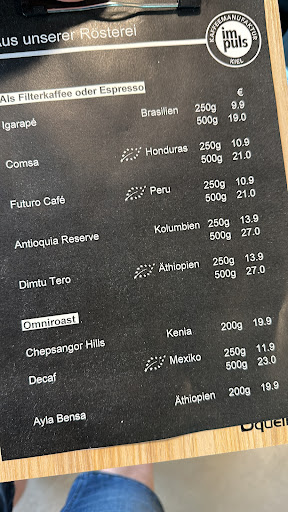 Aus unserer Rösterei
KAFFEEMANUFAKTUR
im
puls
KIEL
Als Filterkaffee oder Espresso €
Igarapé Brasilien 250g 9.9
500g 19.0
Comsa Honduras 250g 10.9
500g 21.0
Futuro Café Peru 250g 10.9
500g 21.0
Antioquia Reserve Kolumbien 250g 13.9
500g 27.0
Dimtu Tero Äthiopien 250g 13.9
500g 27.0
Omniroast
Chepsangor Hills Kenia 200g 19.9
Decaf Mexiko 250g 11.9
500g 23.0
Ayla Bensa Äthiopien 200g 19.9